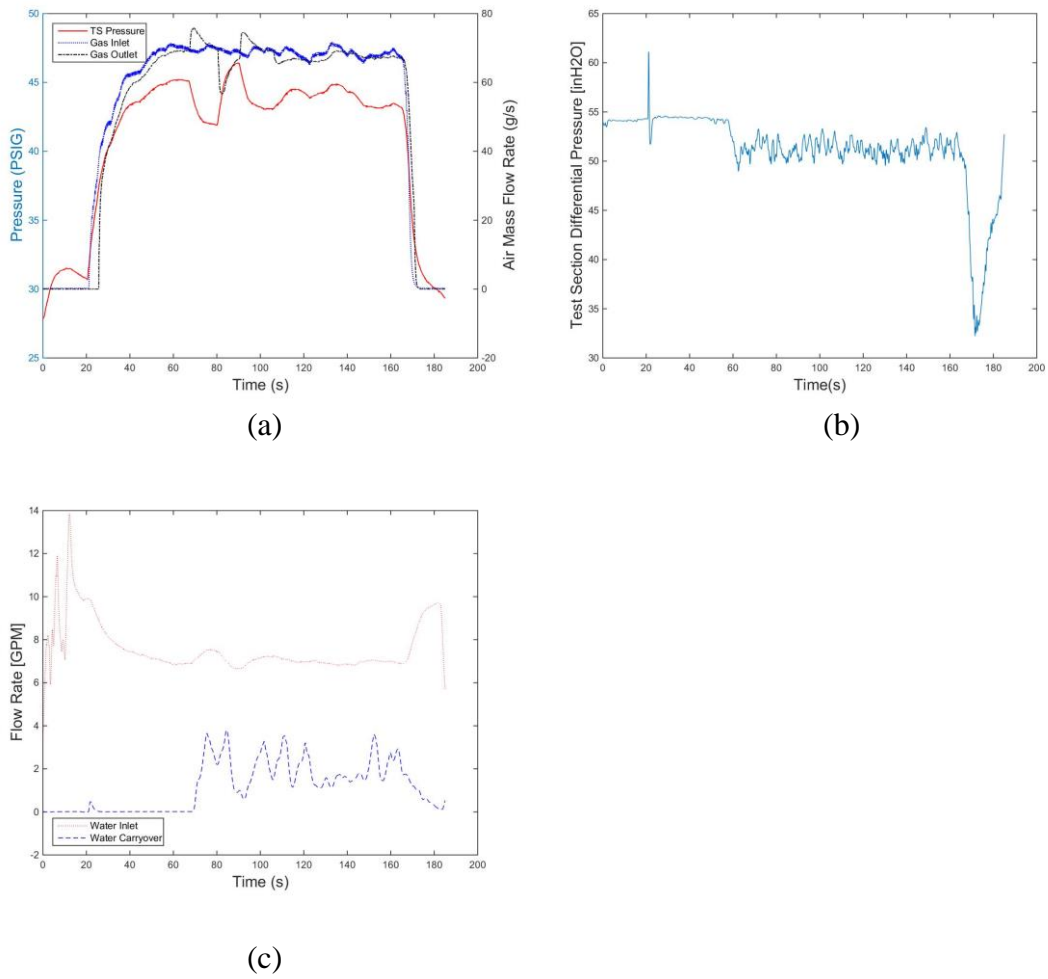 50
45
40
35
30
25
Pressure (PSIG)
TS Pressure
Gas Inlet
Gas Outlet
80
60
40
20
0
-20
Air Mass Flow Rate (g/s)
0 20 40 60 80 100 120 140 160 180 200
Time (s)
(a)
65
60
55
50
45
40
35
30
Test Section Differential Pressure [inH2O]
0 20 40 60 80 100 120 140 160 180 200
Time(s)
(b)
14
12
10
8
6
4
2
0
-2
Flow Rate [GPM]
Water Inlet
Water Carryover
0 20 40 60 80 100 120 140 160 180 200
Time (s)
(c)